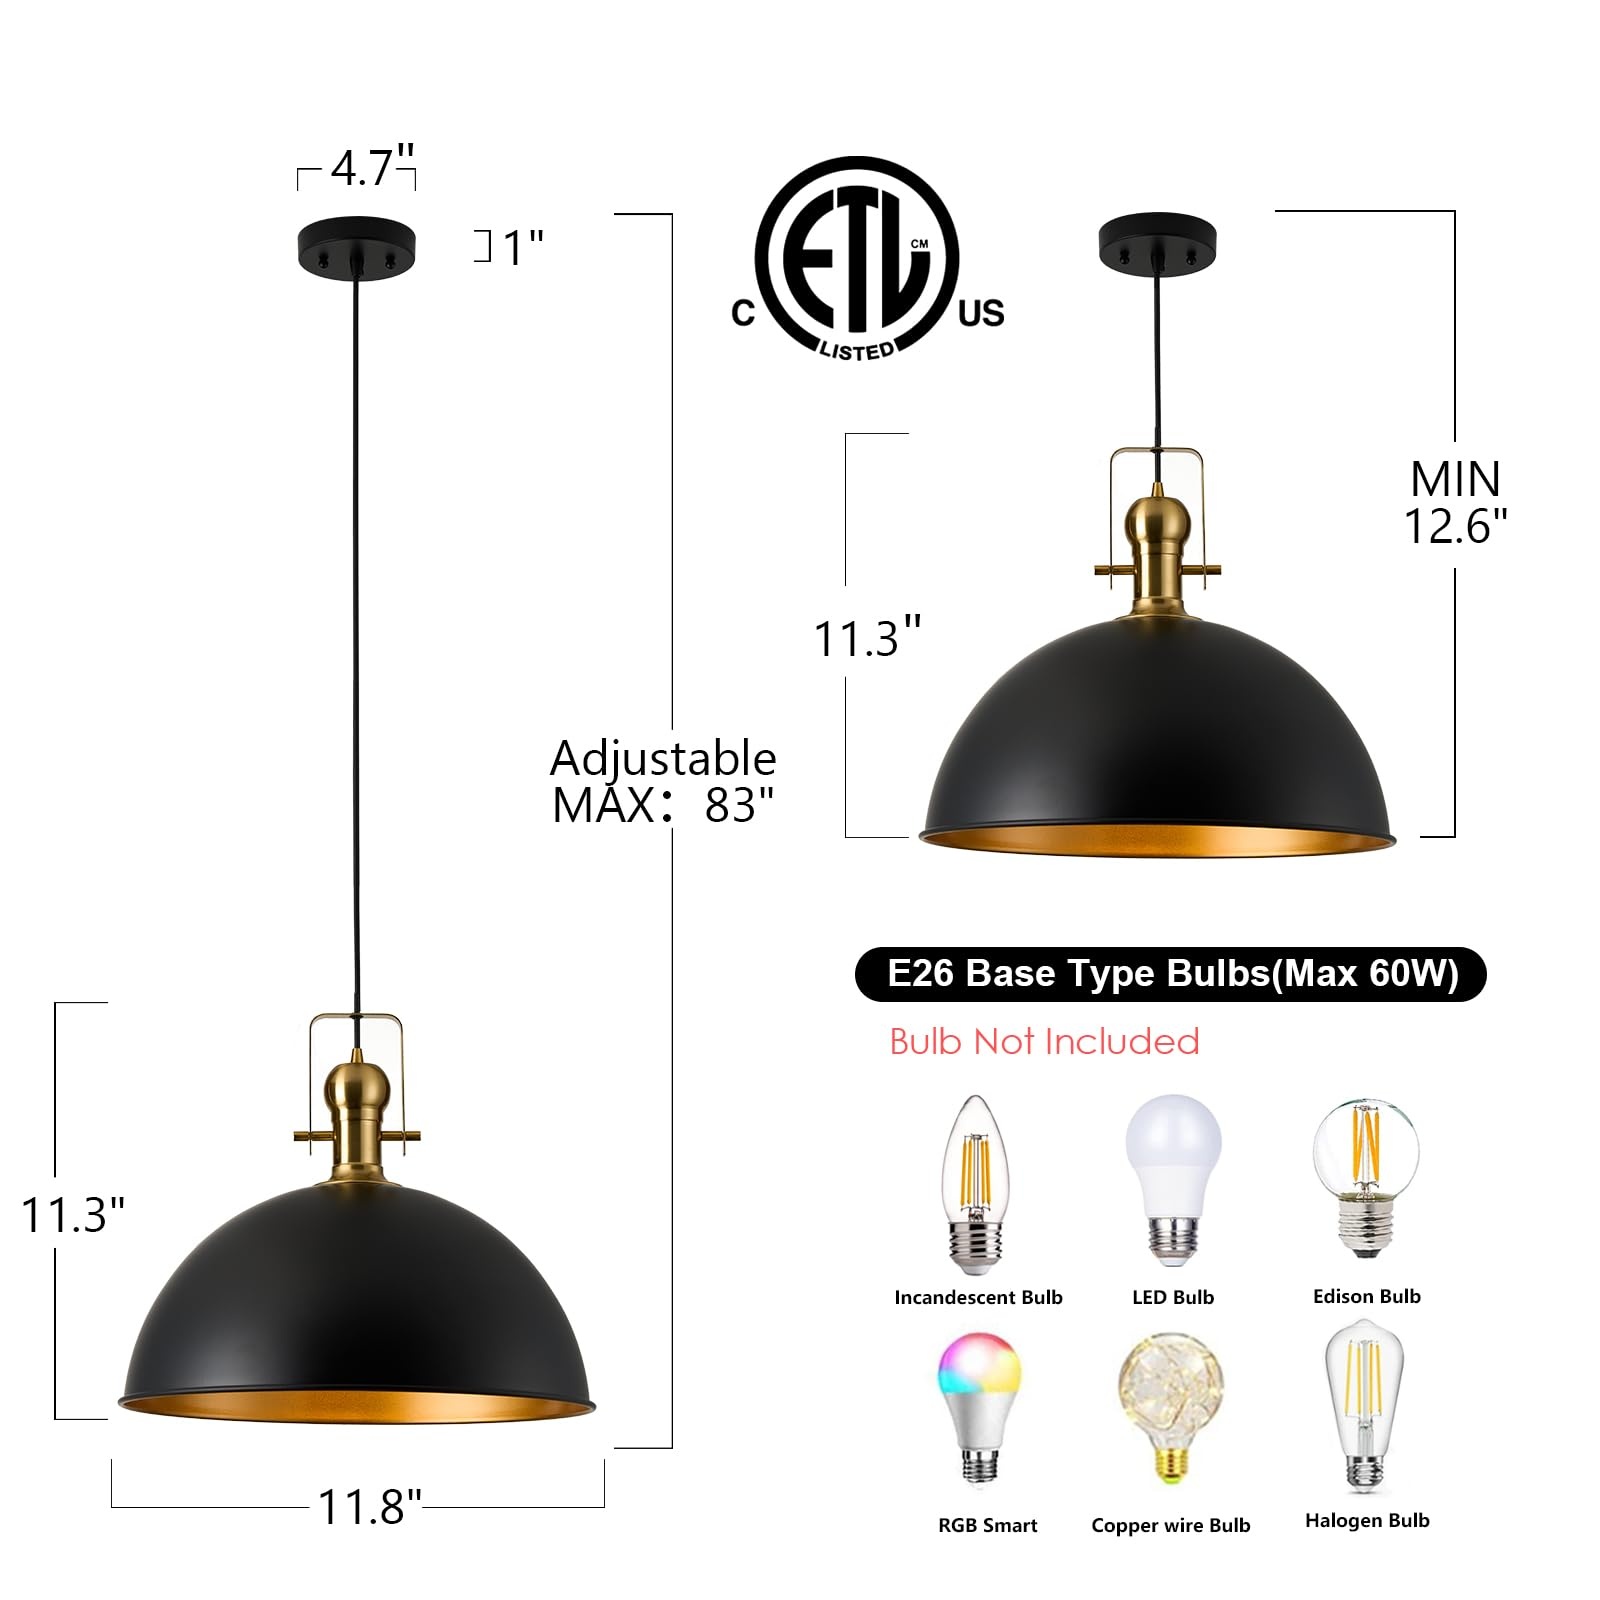 4.7"
1"
ETL
CM
C
US
LISTED
MIN
12.6"
11.3"
Adjustable
MAX： 83"
11.3"
11.8"
E26 Base Type Bulbs(Max 60W)
Bulb Not Included
Incandescent Bulb
LED Bulb
Edison Bulb
RGB Smart
Copper wire Bulb
Halogen Bulb